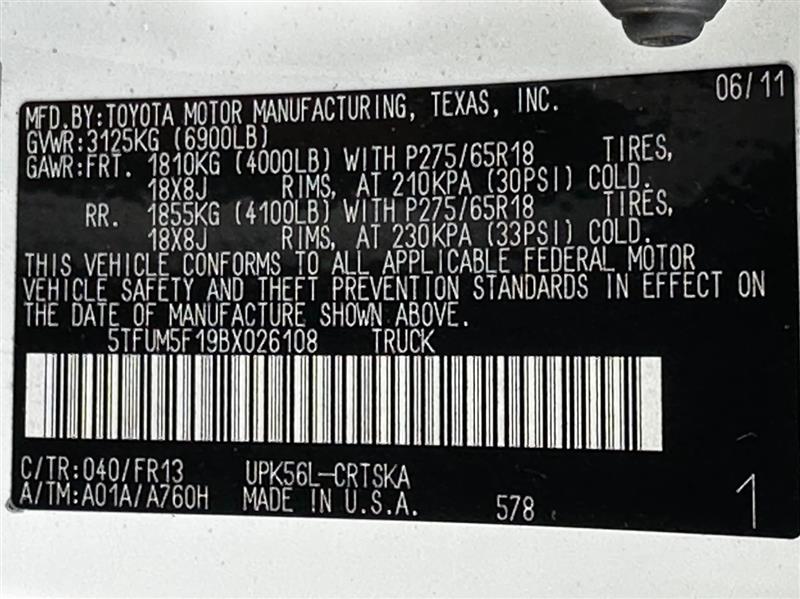 06/11
MFD.BY:TOYOTA MOTOR MANUFACTURING, TEXAS, INC.
GVWR:3125KG (6900LB)
GAWR:FRT. 1810KG (4000LB) WITH P275/65R18 TIRES,
18X8J RIMS, AT 210KPA (30PSI) COLD.
RR. 1855KG (4100LB) WITH P275/65R18 TIRES,
18X8J RIMS, AT 230KPA (33PSI) COLD.
THIS VEHICLE CONFORMS TO ALL APPLICABLE FEDERAL MOTOR
VEHICLE SAFETY AND THEFT PREVENTION STANDARDS IN EFFECT ON
THE DATE OF MANUFACTURE SHOWN ABOVE.
5TFUM5F19BX026108 TRUCK
C/TR:040/FR13 UPK56L-CRTSKA
A/TM:A01A/A760H MADE IN U.S.A. 578 1